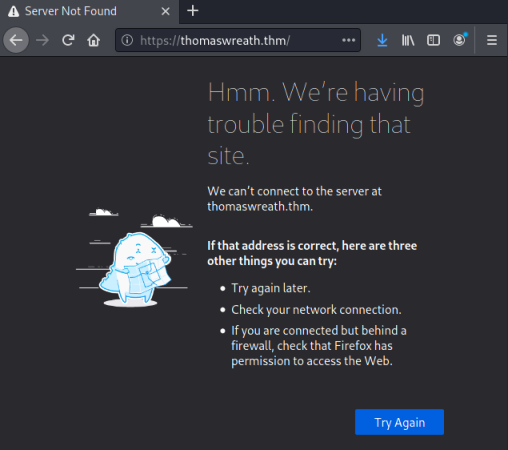 Server Not Found
https://thomaswreath.thm/
Hmm. We’re having
trouble finding that
site.
We can’t connect to the server at
thomaswreath.thm.
If that address is correct, here are three
other things you can try:
Try again later.
Check your network connection.
If you are connected but behind a
firewall, check that Firefox has
permission to access the Web.
Try Again